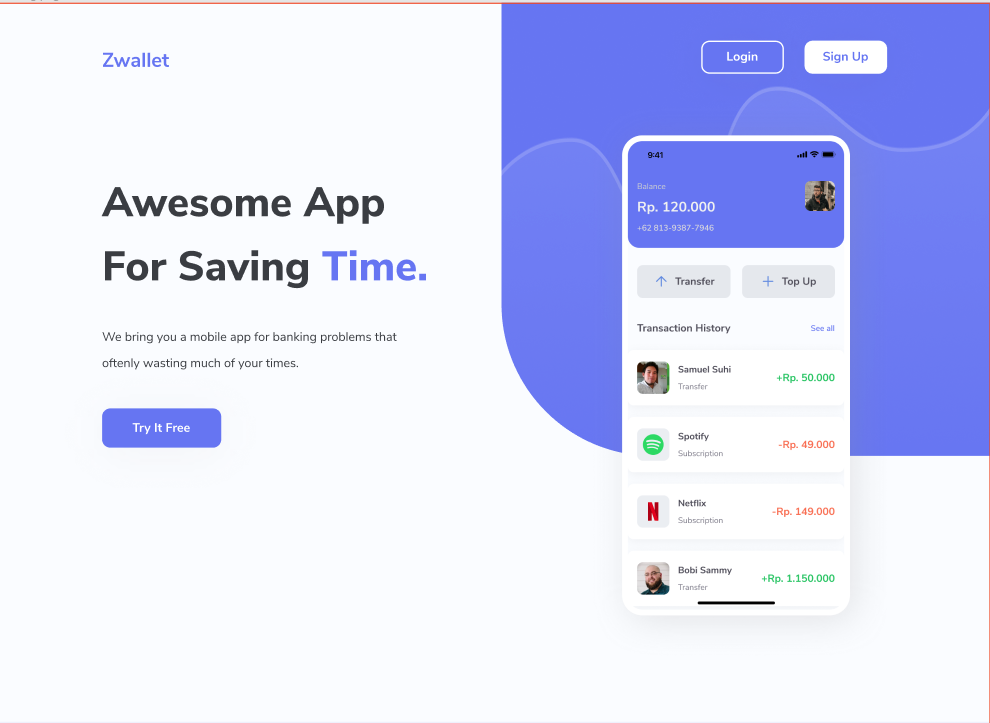 Zwallet
Login
Sign Up
Awesome App
For Saving Time.
We bring you a mobile app for banking problems that
oftenly wasting much of your times.
Try It Free
9:41
Balance
Rp. 120.000
+62 813-9387-7946
Transfer
Top Up
Transaction History
See all
Samuel Suhi
Transfer
+Rp. 50.000
Spotify
Subscription
-Rp. 49.000
Netflix
Subscription
-Rp. 149.000
Bobi Sammy
Transfer
+Rp. 1.150.000